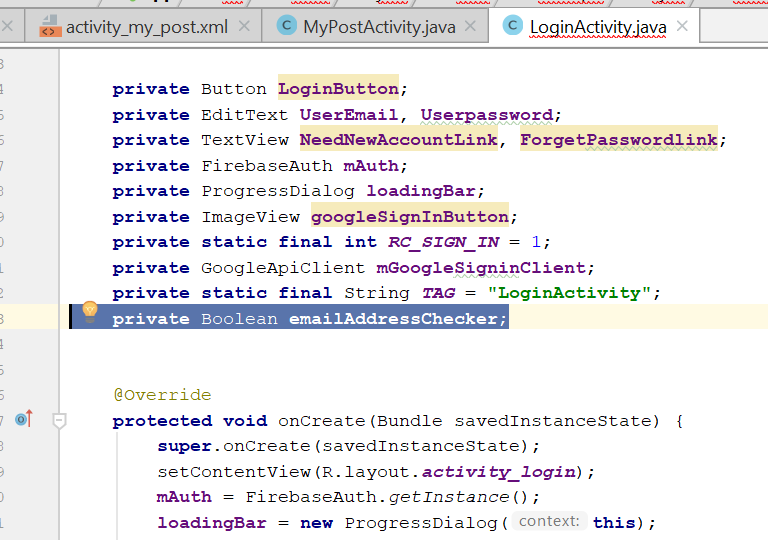 activity_my_post.xml MyPostActivity.java LoginActivity.java
private Button LoginButton;
private EditText UserEmail, Userpassword;
private TextView NeedNewAccountLink, ForgetPasswordlink;
private FirebaseAuth mAuth;
private ProgressDialog loadingBar;
private ImageView googleSignInButton;
private static final int RC_SIGN_IN = 1;
private GoogleApiClient mGoogleSigninClient;
private static final String TAG = "LoginActivity";
private Boolean emailAddressChecker;
@Override
protected void onCreate(Bundle savedInstanceState) {
super.onCreate(savedInstanceState);
setContentView(R.layout.activity_login);
mAuth = FirebaseAuth.getInstance();
loadingBar = new ProgressDialog( context: this);